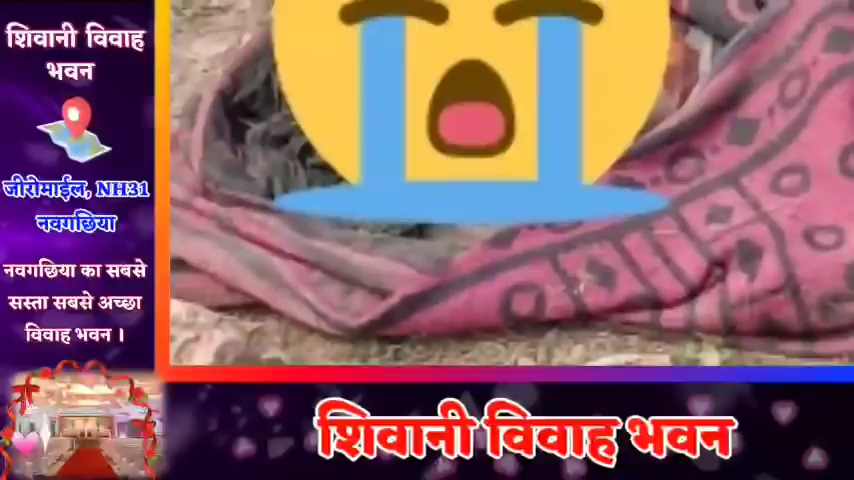 शिवानी विवाह
भवन
जीरोमाईल, NH31
नवगछिया
नवगछिया का सबसे
सस्ता सबसे अच्छा
विवाह भवन ।
शिवानी विवाह भवन